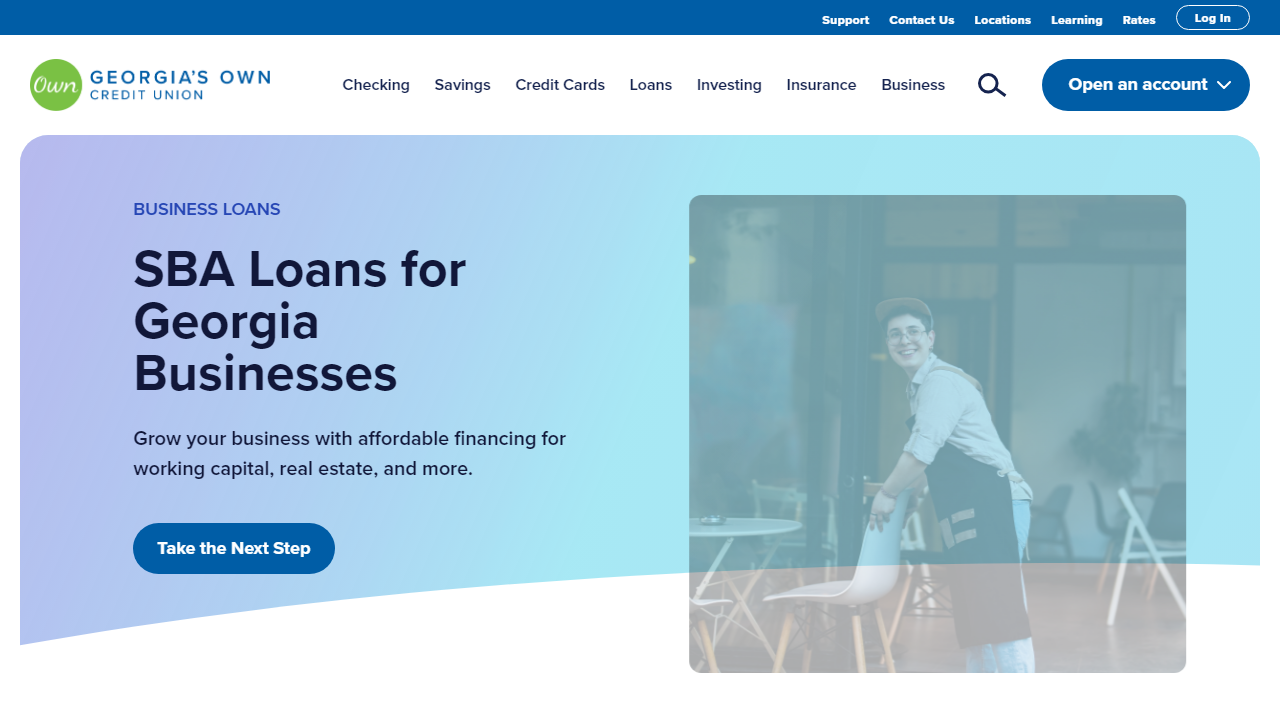 Support Contact Us Locations Learning Rates Log In
Own GEORGIA'S OWN
CREDIT UNION
Checking Savings Credit Cards Loans Investing Insurance Business Open an account
BUSINESS LOANS
SBA Loans for
Georgia
Businesses
Grow your business with affordable financing for
working capital, real estate, and more.
Take the Next Step